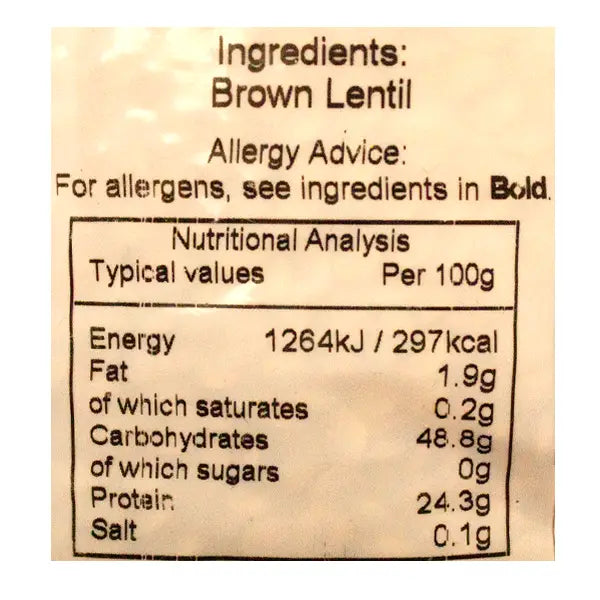 Ingredients:
Brown Lentil
Allergy Advice:
For allergens, see ingredients in Bold.
Nutritional Analysis
Typical values Per 100g
Energy 1264kJ / 297kcal
Fat 1.9g
of which saturates 0.2g
Carbohydrates 48.8g
of which sugars 0g
Protein 24.3g
Salt 0.1g